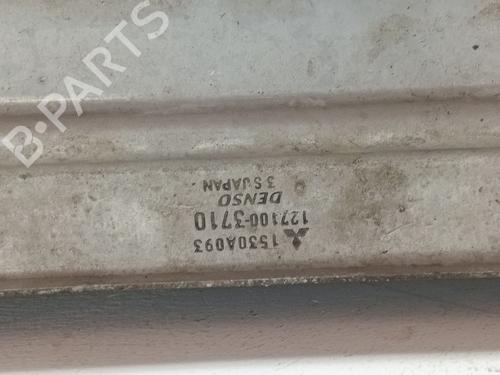 1530A093
127100-3710
DENSO
3 S JAPAN
B-PARTS